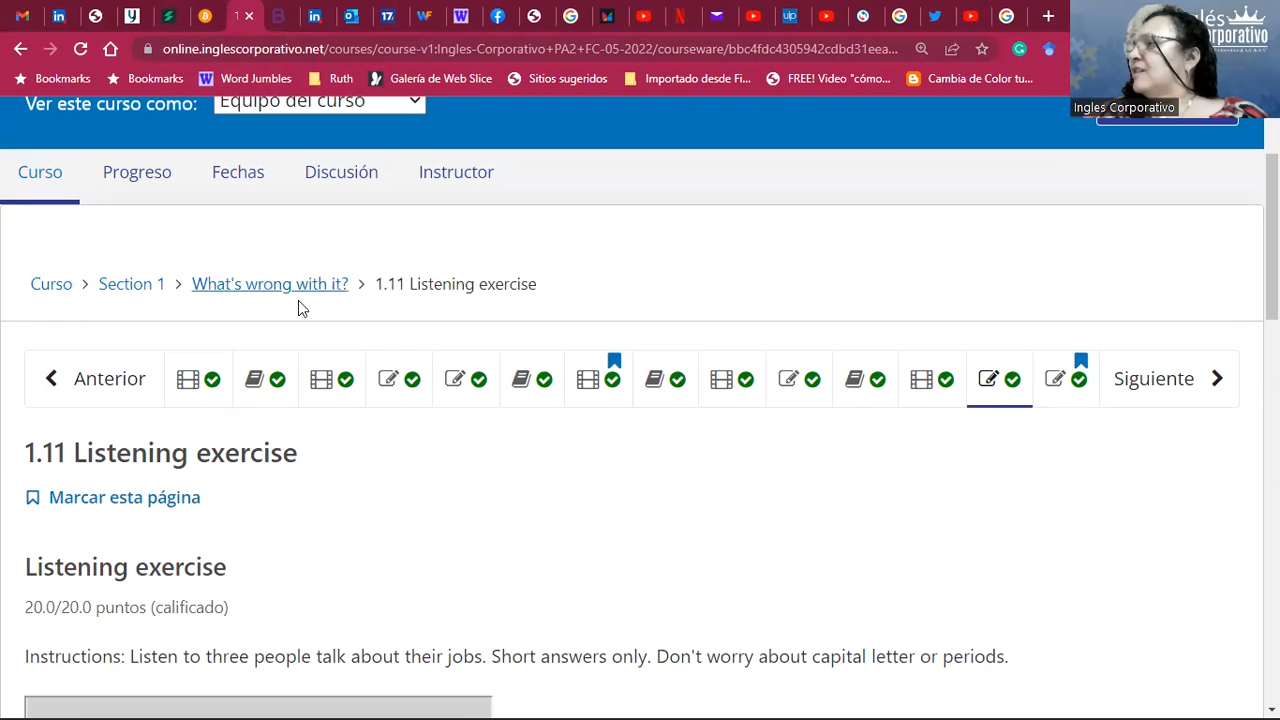 online.inglescorporativo.net/courses/course-v1:Ingles-Corporativo+PA2+FC-05-2022/courseware/bbc4fdc4305942cdbd31eea...
Bookmarks Bookmarks Word Jumbles Ruth Galería de Web Slice Sitios sugeridos Importado desde Fi... FREE! Video "cómo... Cambia de Color tu...
Inglés
Corporativo
Ingles Corporativo
Ver este curso como: Equipo del curso
Curso Progreso Fechas Discusión Instructor
Curso > Section 1 > What's wrong with it? > 1.11 Listening exercise
Anterior Siguiente
1.11 Listening exercise
Marcar esta página
Listening exercise
20.0/20.0 puntos (calificado)
Instructions: Listen to three people talk about their jobs. Short answers only. Don't worry about capital letter or periods.